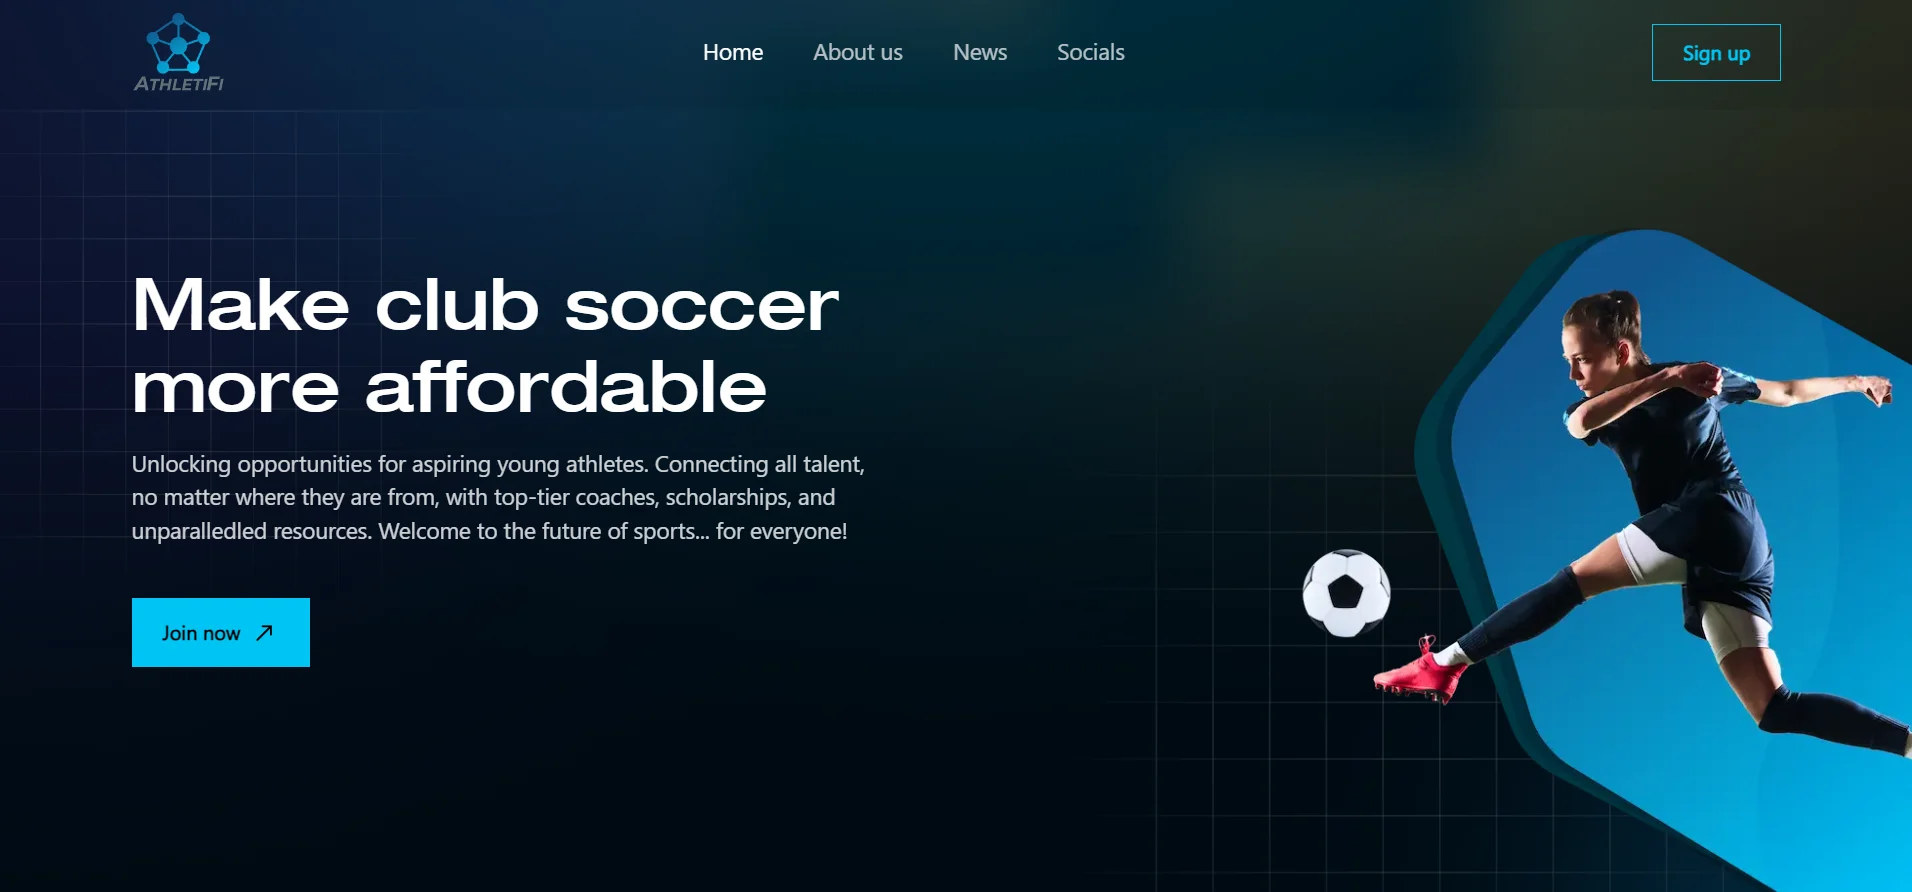 ATHLETIFI
Home
About us
News
Socials
Sign up
Make club soccer
more affordable
Unlocking opportunities for aspiring young athletes. Connecting all talent,
no matter where they are from, with top-tier coaches, scholarships, and
unparalledled resources. Welcome to the future of sports... for everyone!
Join now